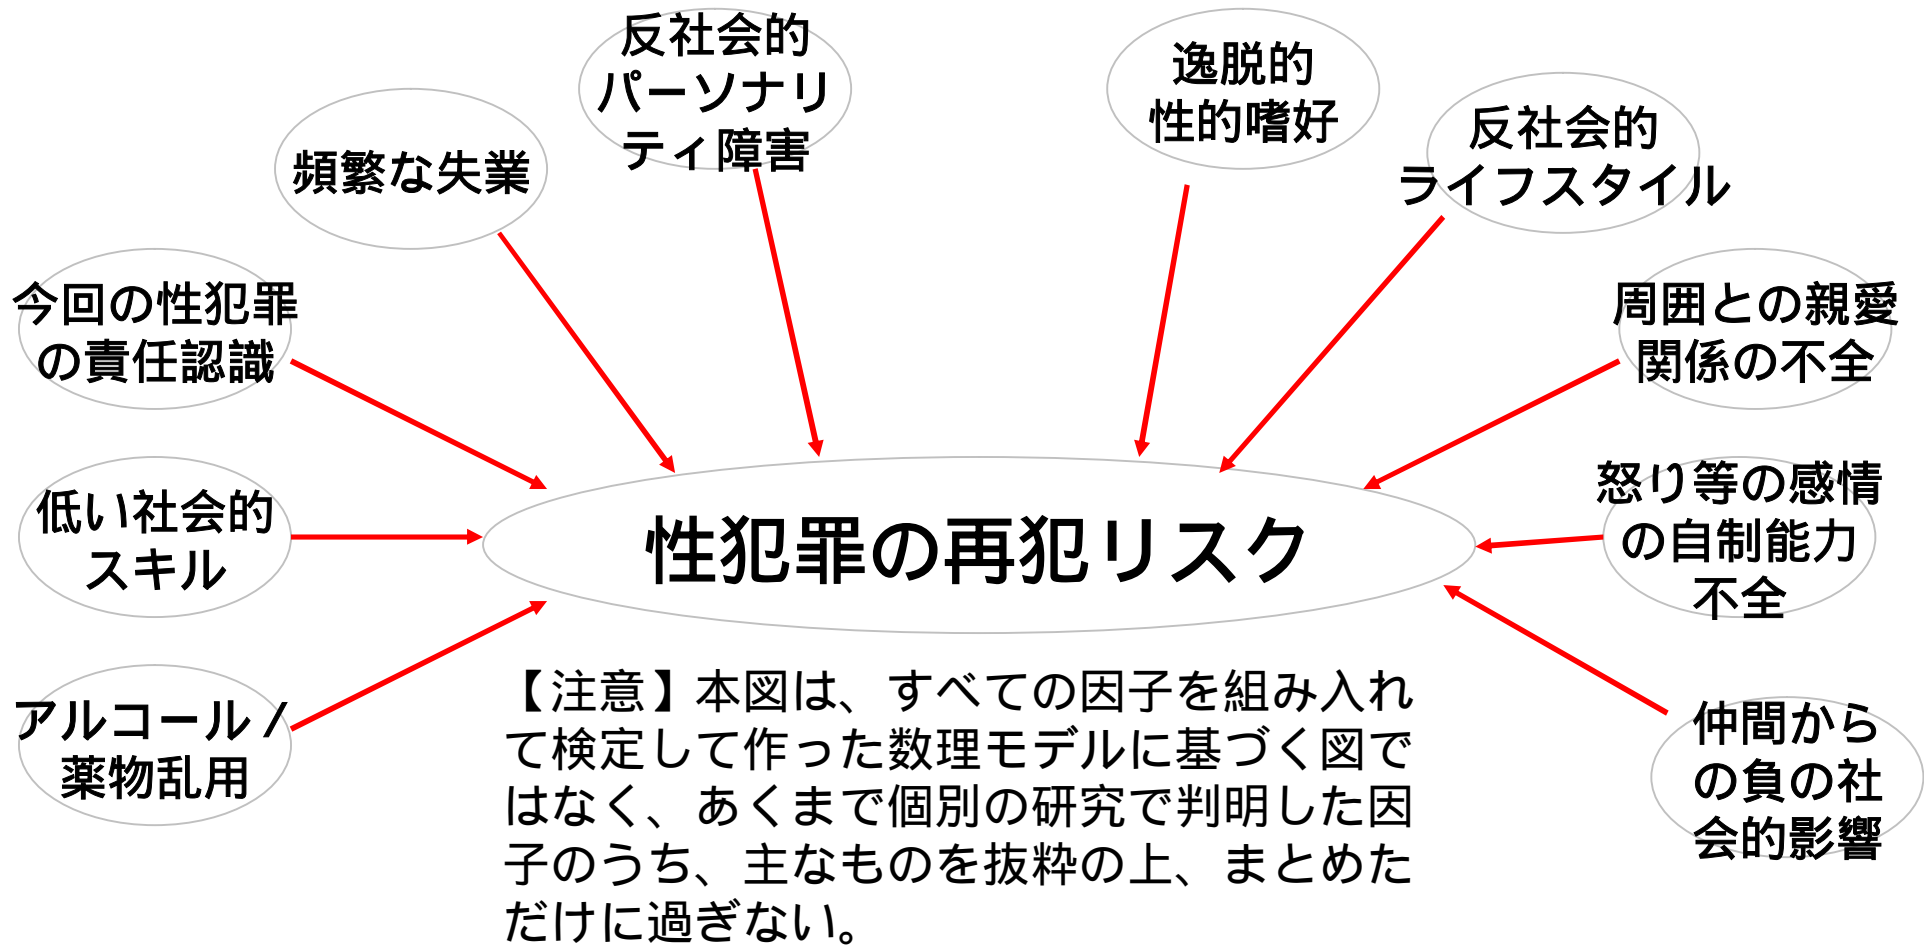 反社会的
パーソナリ
ティ障害
逸脱的
性的嗜好
反社会的
ライフスタイル
頻繁な失業
今回の性犯罪
の責任認識
周囲との親愛
関係の不全
低い社会的
スキル
怒り等の感情
の自制能力
不全
性犯罪の再犯リスク
アルコール/
薬物乱用
仲間から
の負の社
会的影響
【注意】本図は、すべての因子を組み入れ
て検定して作った数理モデルに基づく図で
はなく、あくまで個別の研究で判明した因
子のうち、主なものを抜粋の上、まとめた
だけに過ぎない。